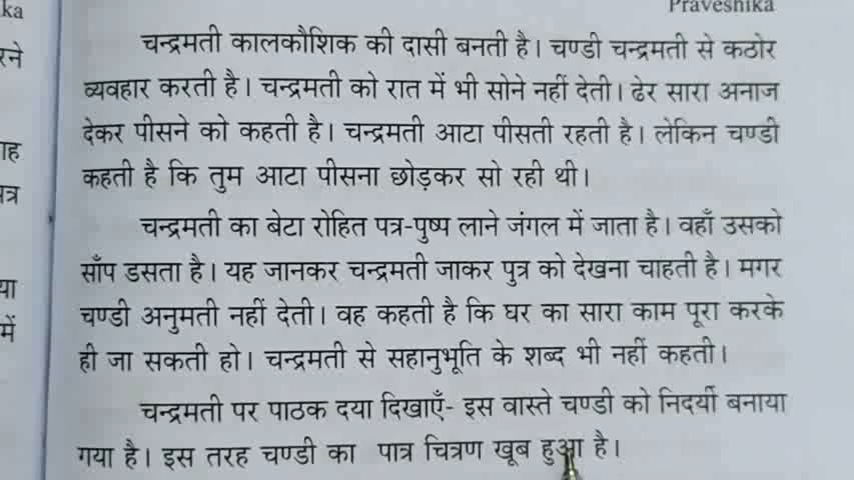 ka
Praveshika
रने
चन्द्रमती कालकौशिक की दासी बनती है। चण्डी चन्द्रमती से कठोर
व्यवहार करती है। चन्द्रमती को रात में भी सोने नहीं देती। ढेर सारा अनाज
देकर पीसने को कहती है। चन्द्रमती आटा पीसती रहती है। लेकिन चण्डी
कहती है कि तुम आटा पीसना छोड़कर सो रही थी।
चन्द्रमती का बेटा रोहित पत्र-पुष्प लाने जंगल में जाता है। वहाँ उसको
साँप डसता है। यह जानकर चन्द्रमती जाकर पुत्र को देखना चाहती है। मगर
चण्डी अनुमती नहीं देती। वह कहती है कि घर का सारा काम पूरा करके
ही जा सकती हो। चन्द्रमती से सहानुभूति के शब्द भी नहीं कहती।
चन्द्रमती पर पाठक दया दिखाएँ- इस वास्ते चण्डी को निदर्यी बनाया
गया है। इस तरह चण्डी का पात्र चित्रण खूब हुआ है।
में